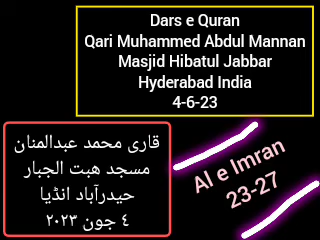 Dars e Quran
Qari Muhammed Abdul Mannan
Masjid Hibatul Jabbar
Hyderabad India
4-6-23
قاری محمد عبدالمنان
مسجد ھبت الجبار
حیدرآباد انڈیا
٤ جون ٢٠٢٣
Al e Imran
23-27